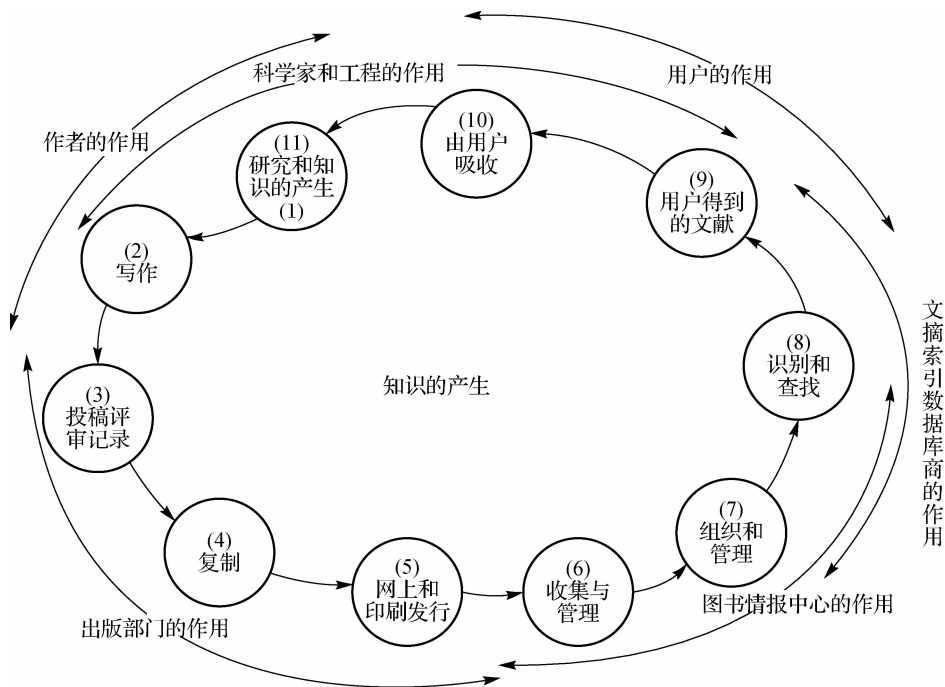 用户的作用
科学家和工程的作用
作者的作用
(11)
研究和知
识的产生
(1)
(10)
由用户
吸收
(9)
用户得到
的文献
(2)
写作
(8)
识别和
查找
文摘索引数据库商的作用
知识的产生
(3)
投稿评
审记录
(4)
复制
(5)
网上和
印刷发行
(6)
收集与
管理
(7)
组织和
管理
图书情报中心的作用
出版部门的作用